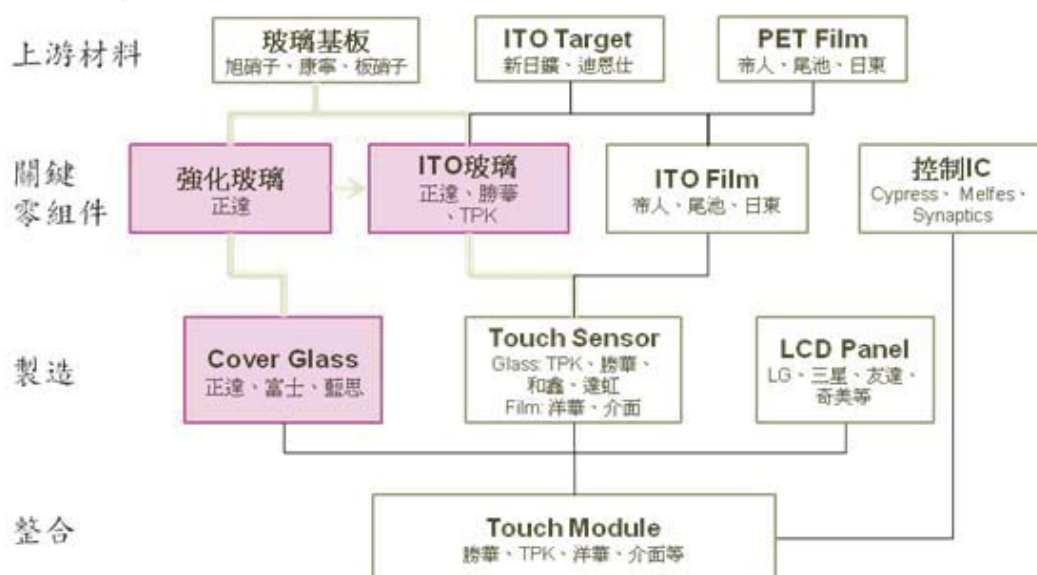 上游材料
玻璃基板
旭硝子、康寧、板硝子
ITO Target
新日鑛、迪恩仕
PET Film
帝人、尾池、日東
關鍵
零組件
強化玻璃
正達
ITO玻璃
正達、勝華
、TPK
ITO Film
帝人、尾池、日東
控制IC
Cypress、Melfes、
Synaptics
製造
Cover Glass
正達、富士、藍思
Touch Sensor
Glass: TPK、勝華、
和鑫、達虹
Film: 洋華、介面
LCD Panel
LG、三星、友達、
奇美等
整合
Touch Module
勝華、TPK、洋華、介面等